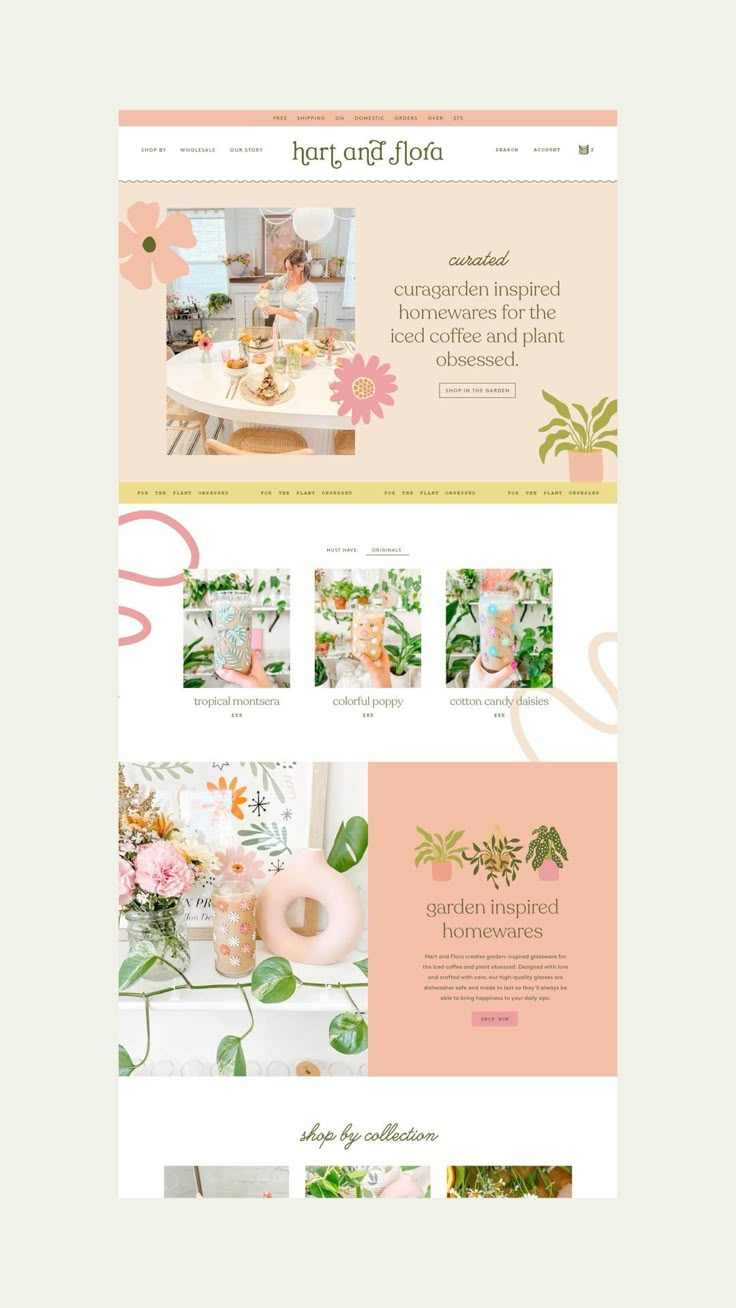 FREE SHIPPING ON DOMESTIC ORDERS OVER $75
SHOP BY WHOLESALE OUR STORY
hart and flora
SEARCH ACCOUNT
curated
curagarden inspired
homewares for the
iced coffee and plant
obsessed.
SHOP IN THE GARDEN
FOR THE PLANT OBSESSED FOR THE PLANT OBSESSED FOR THE PLANT OBSESSED FOR THE PLANT OBSESSED
MUST HAVE: ORIGINALS
tropical montsera
$XX
colorful poppy
$XX
cotton candy daisies
$XX
garden inspired
homewares
Hart and Flora creates garden-inspired glassware for
the iced coffee and plant obsessed. Designed with love
and crafted with care, our high-quality glasses are
dishwasher safe and made to last so they'll always be
able to bring happiness to your daily sips.
SHOP NOW
shop by collection